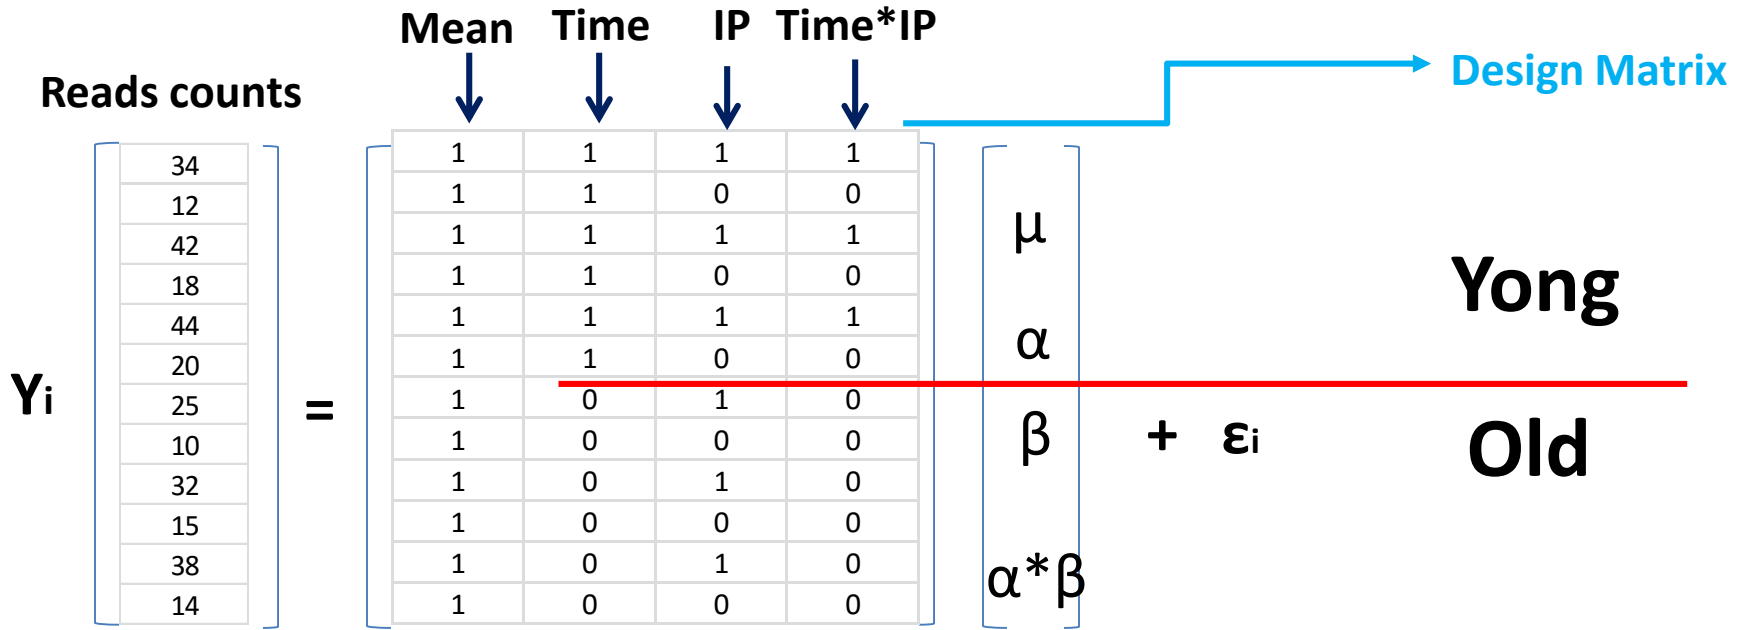 Mean Time IP Time*IP
Design Matrix
Reads counts
34
12
42
18
44
20
25
10
32
15
38
14
Yi
=
1 1 1 1
1 1 0 0
1 1 1 1
1 1 0 0
1 1 1 1
1 1 0 0
1 0 1 0
1 0 0 0
1 0 1 0
1 0 0 0
1 0 1 0
1 0 0 0
μ
α
β
α*β
+ εi
Yong
Old